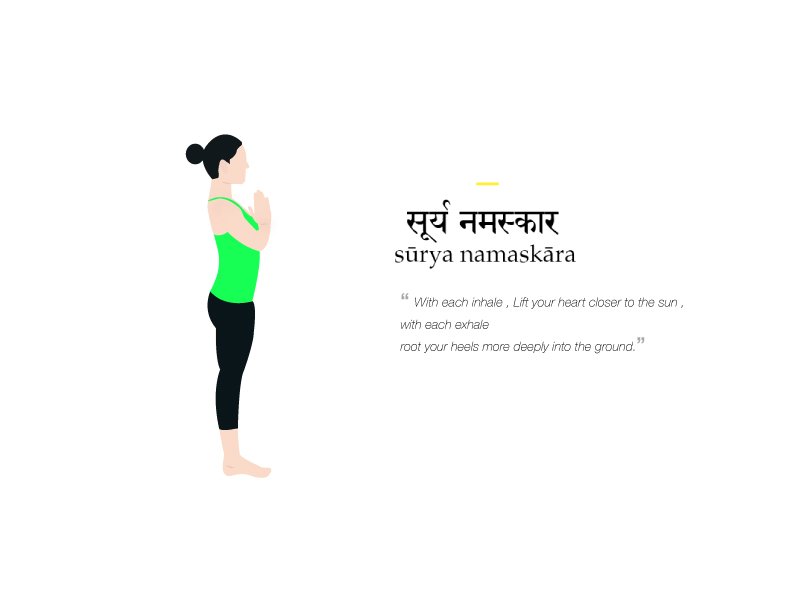 सूर्य नमस्कार
sūrya namaskāra
“ With each inhale , Lift your heart closer to the sun ,
with each exhale
root your heels more deeply into the ground.”